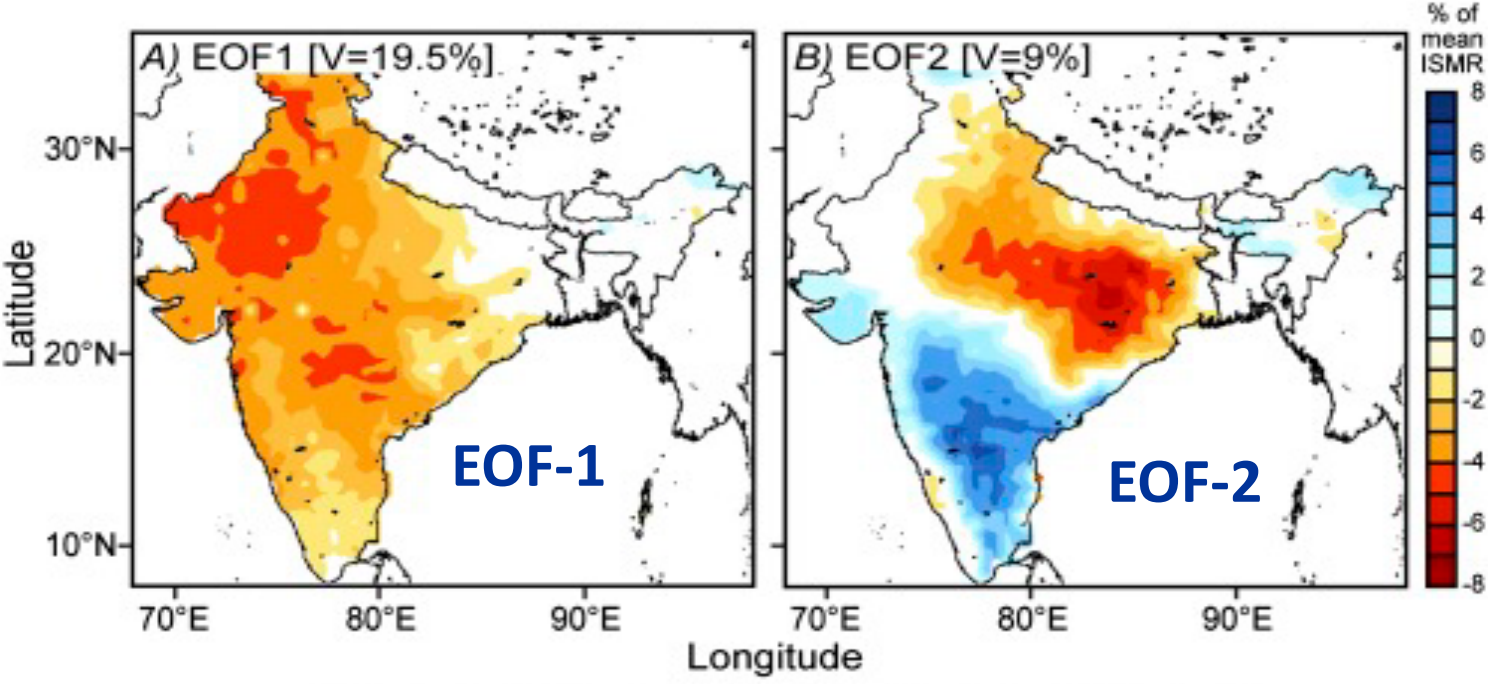 A) EOF1 [V=19.5%]
B) EOF2 [V=9%]
% of
mean
ISMR
8
6
4
2
0
-2
-4
-6
-8
30°N
20°N
10°N
Latitude
EOF-1
EOF-2
70°E
80°E
90°E
70°E
80°E
90°E
Longitude